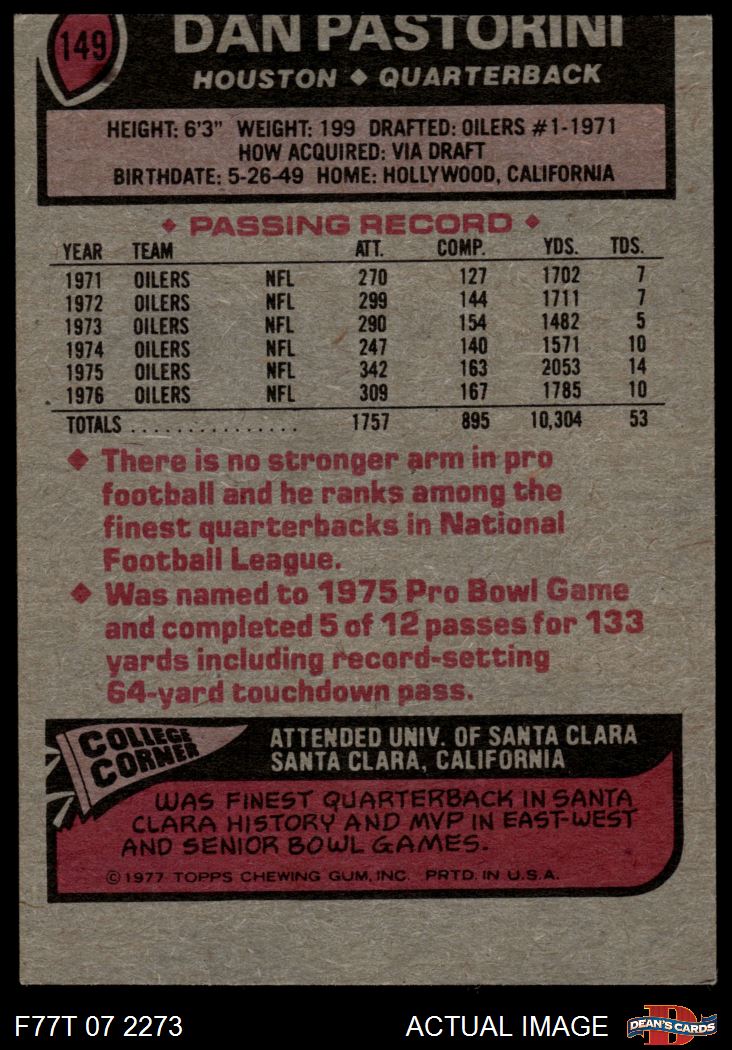 149
DAN PASTORINI
HOUSTON ♦ QUARTERBACK
HEIGHT: 6'3" WEIGHT: 199 DRAFTED: OILERS #1-1971
HOW ACQUIRED: VIA DRAFT
BIRTHDATE: 5-26-49 HOME: HOLLYWOOD, CALIFORNIA
♦ PASSING RECORD ♦
YEAR TEAM ATT. COMP. YDS. TDS.
1971 OILERS NFL 270 127 1702 7
1972 OILERS NFL 299 144 1711 7
1973 OILERS NFL 290 154 1482 5
1974 OILERS NFL 247 140 1571 10
1975 OILERS NFL 342 163 2053 14
1976 OILERS NFL 309 167 1785 10
TOTALS ............... 1757 895 10,304 53
♦ There is no stronger arm in pro
football and he ranks among the
finest quarterbacks in National
Football League.
♦ Was named to 1975 Pro Bowl Game
and completed 5 of 12 passes for 133
yards including record-setting
64-yard touchdown pass.
COLLEGE
CORNER
ATTENDED UNIV. OF SANTA CLARA
SANTA CLARA, CALIFORNIA
WAS FINEST QUARTERBACK IN SANTA
CLARA HISTORY AND MVP IN EAST-WEST
AND SENIOR BOWL GAMES.
©1977 TOPPS CHEWING GUM, INC. PRTD. IN U.S.A.
F77T 07 2273
ACTUAL IMAGE
D
DEAN'S CARDS